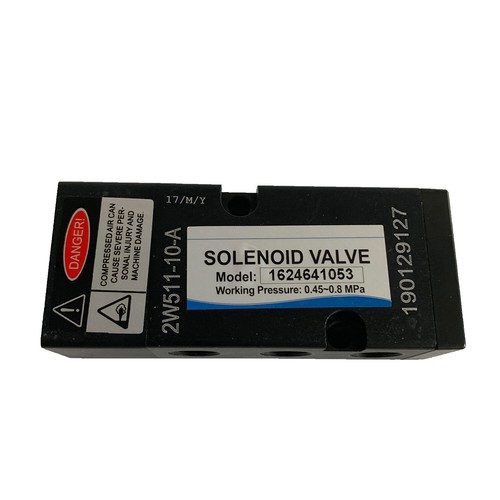 DANGER!
COMPRESSED AIR CAN
CAUSE SEVERE PER-
SONAL INJURY AND
MACHINE DAMAGE.
17/M/Y
2W511-10-A
SOLENOID VALVE
Model: 1624641053
Working Pressure: 0.45~0.8 MPa
190129127